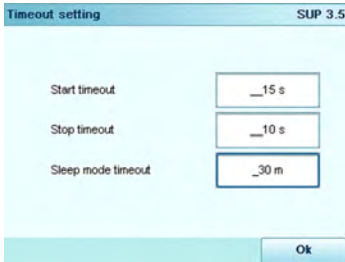 Timeout setting SUP 3.5
Start timeout __15 s
Stop timeout __10 s
Sleep mode timeout _30 m
Ok